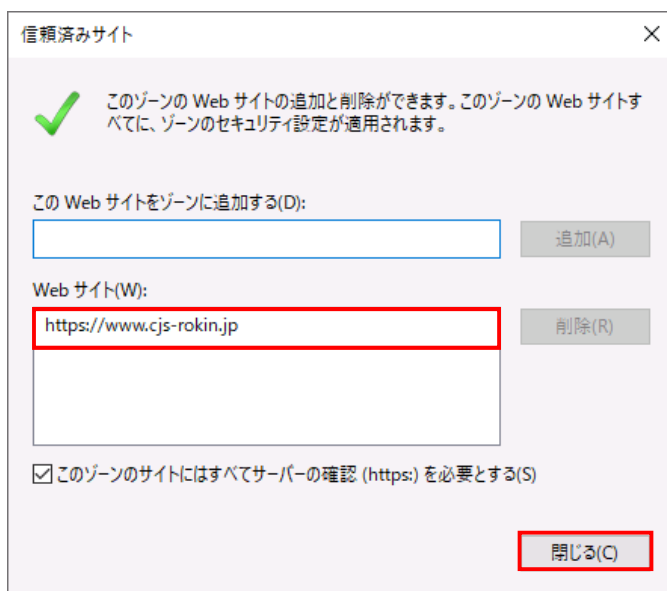 信頼済みサイト
このゾーンの Web サイトの追加と削除ができます。このゾーンの Web サイトす
べてに、ゾーンのセキュリティ設定が適用されます。
この Web サイトをゾーンに追加する(D):
追加(A)
Web サイト(W):
https://www.cjs-rokin.jp
削除(R)
このゾーンのサイトにはすべてサーバーの確認 (https:) を必要とする(S)
閉じる(C)